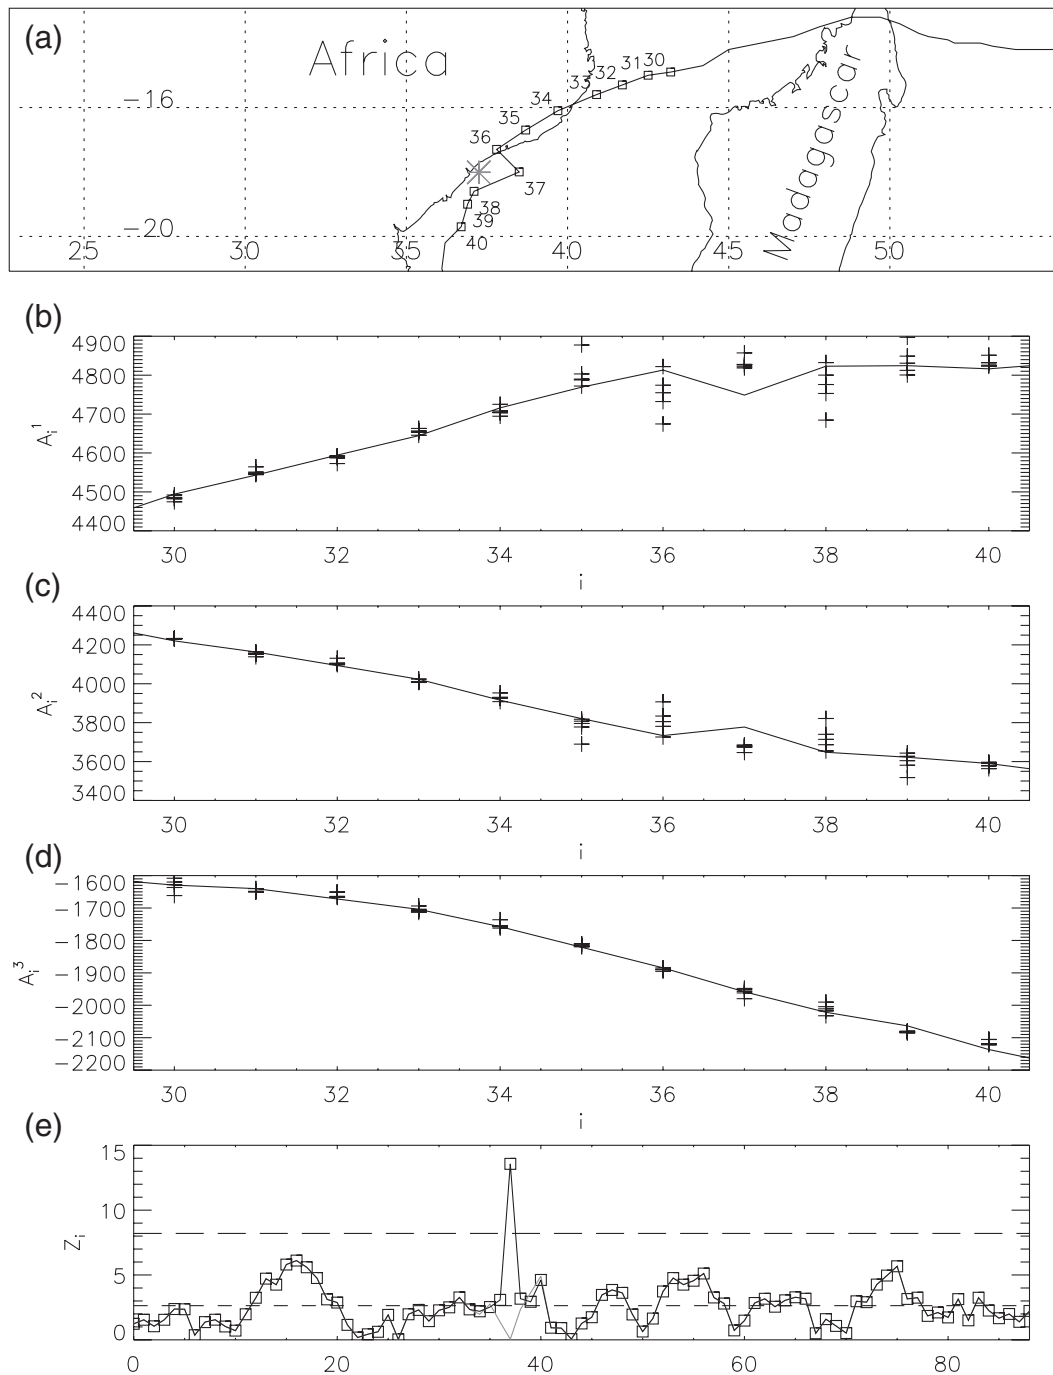 (a)
Africa
Madagascar
31 30
32
33
34
35
36
37
38
39
40
−16
−20
25 30 35 40 45 50
(b)
4900
4800
4700
4600
4500
4400
A_i^1
30 32 34 36 38 40
i
(c)
4400
4200
4000
3800
3600
3400
A_i^2
30 32 34 36 38 40
i
(d)
−1600
−1700
−1800
−1900
−2000
−2100
−2200
A_i^3
30 32 34 36 38 40
i
(e)
15
10
5
0
Z_i
0 20 40 60 80